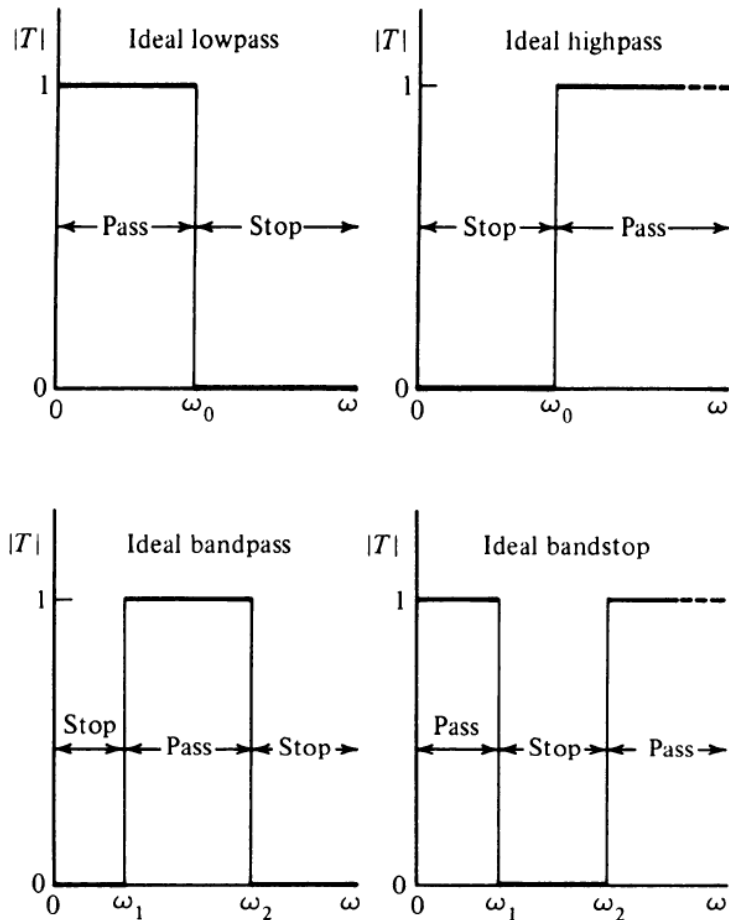 |T| Ideal lowpass
1
Pass Stop
0
0 ω₀ ω
|T| Ideal highpass
1
Stop Pass
0
0 ω₀ ω
|T| Ideal bandpass
1
Stop Pass Stop
0
0 ω₁ ω₂ ω
|T| Ideal bandstop
1
Pass Stop Pass
0
0 ω₁ ω₂ ω